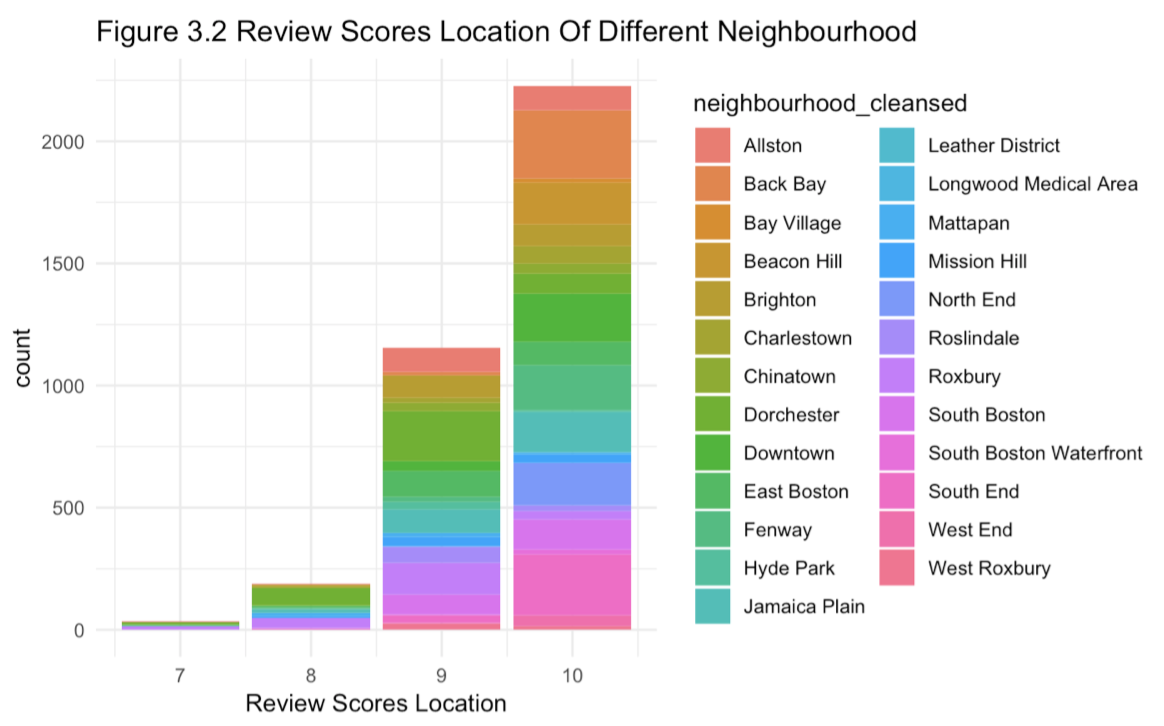 Figure 3.2 Review Scores Location Of Different Neighbourhood
count
2000
1500
1000
500
0
7
8
9
10
Review Scores Location
neighbourhood_cleansed
Allston
Back Bay
Bay Village
Beacon Hill
Brighton
Charlestown
Chinatown
Dorchester
Downtown
East Boston
Fenway
Hyde Park
Jamaica Plain
Leather District
Longwood Medical Area
Mattapan
Mission Hill
North End
Roslindale
Roxbury
South Boston
South Boston Waterfront
South End
West End
West Roxbury